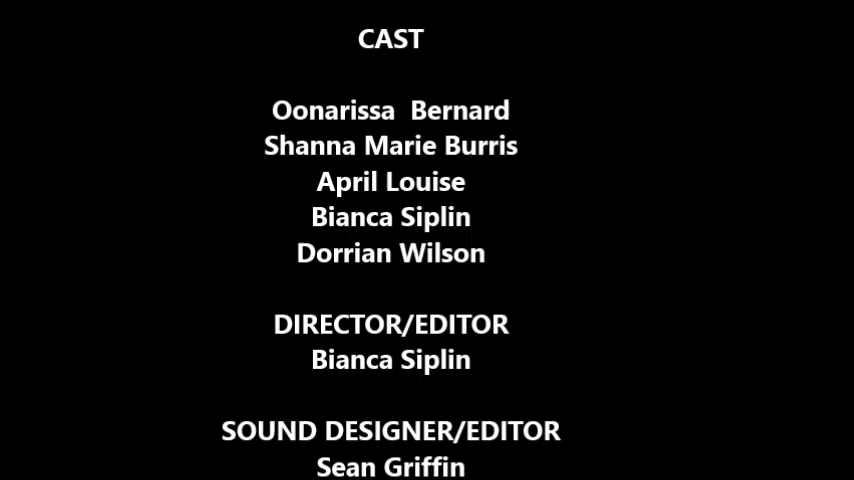 CAST
Oonarissa  Bernard
Shanna Marie Burris
April Louise
Bianca Siplin
Dorrian Wilson
DIRECTOR/EDITOR
Bianca Siplin
SOUND DESIGNER/EDITOR
Sean Griffin